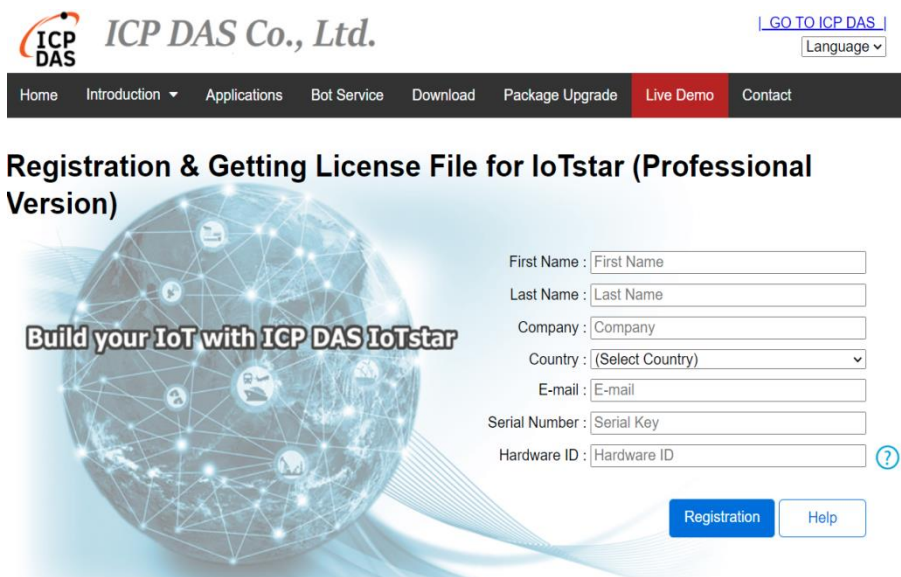 ICP DAS
ICP DAS Co., Ltd.
| GO TO ICP DAS |
Language
Home Introduction Applications Bot Service Download Package Upgrade Live Demo Contact
Registration & Getting License File for IoTstar (Professional
Version)
Build your IoT with ICP DAS IoTstar
First Name : First Name
Last Name : Last Name
Company : Company
Country : (Select Country)
E-mail : E-mail
Serial Number : Serial Key
Hardware ID : Hardware ID ?
Registration Help